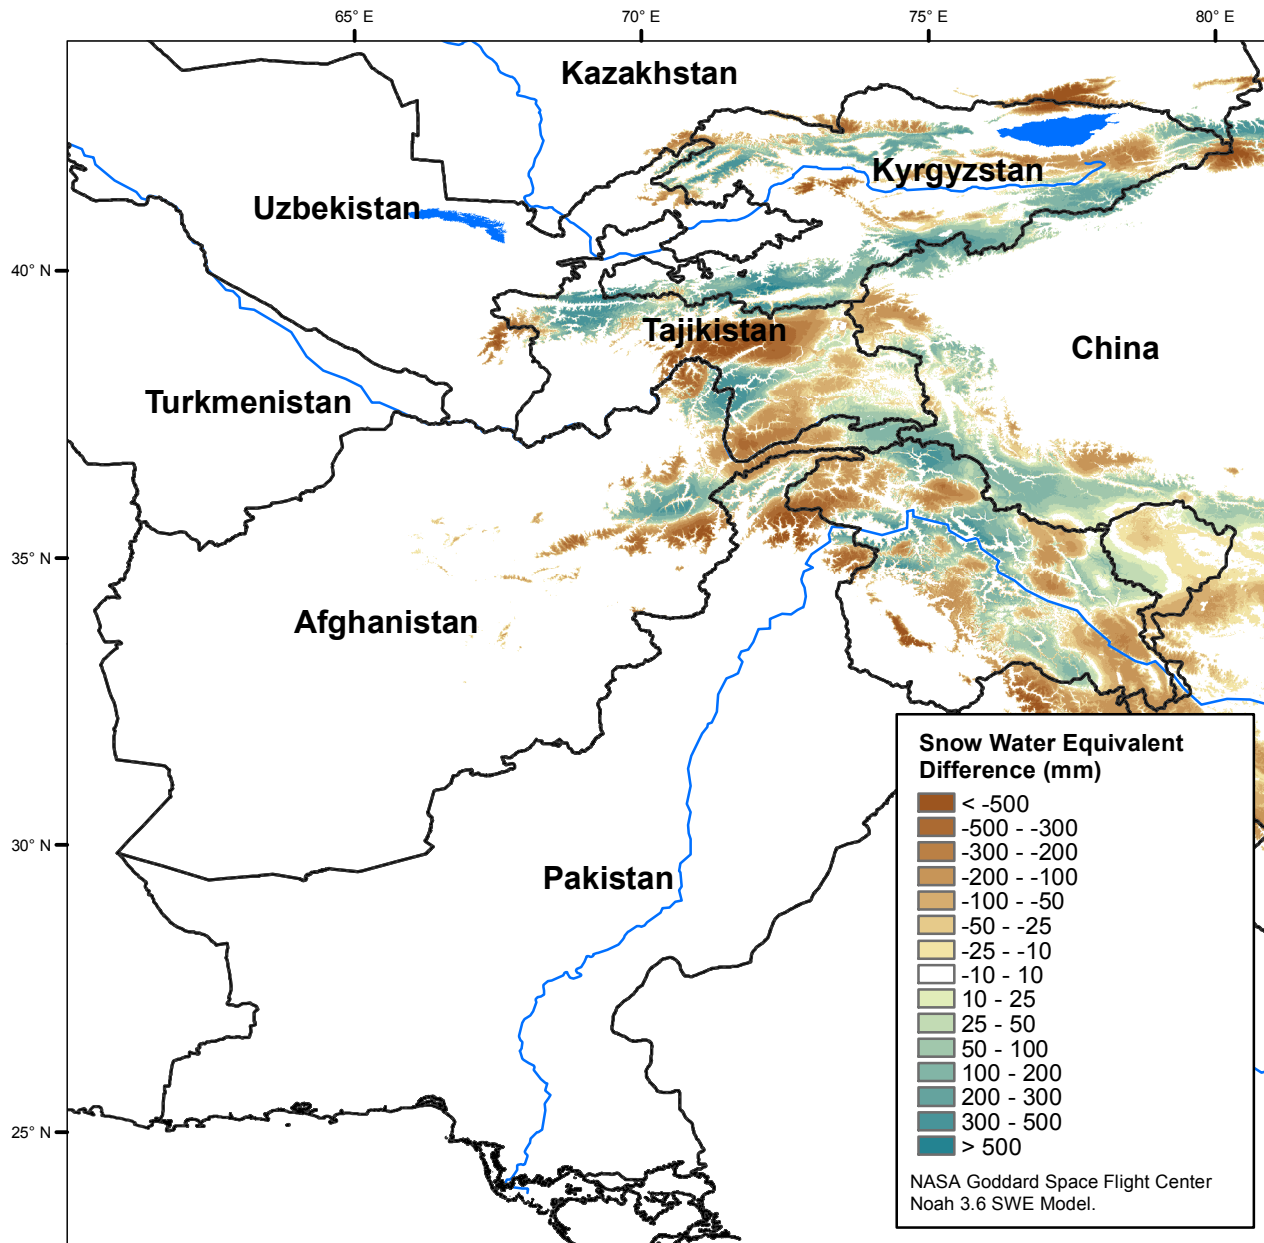 65° E
70° E
75° E
80° E
Kazakhstan
Kyrgyzstan
Uzbekistan
40° N
Tajikistan
China
Turkmenistan
35° N
Afghanistan
30° N
Pakistan
25° N
Snow Water Equivalent
Difference (mm)
< -500
-500 - -300
-300 - -200
-200 - -100
-100 - -50
-50 - -25
-25 - -10
-10 - 10
10 - 25
25 - 50
50 - 100
100 - 200
200 - 300
300 - 500
> 500
NASA Goddard Space Flight Center
Noah 3.6 SWE Model.